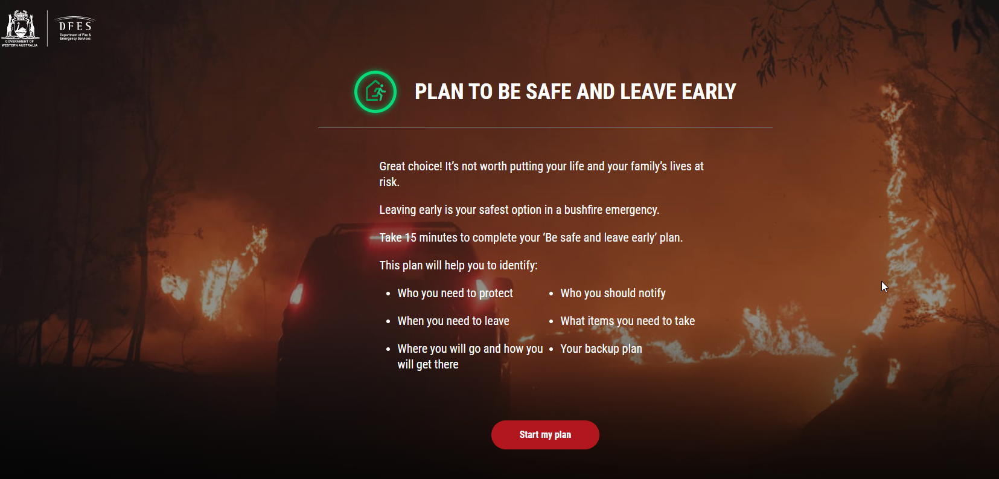 GOVERNMENT OF
WESTERN AUSTRALIA
DFES
Department of Fire &
Emergency Services
PLAN TO BE SAFE AND LEAVE EARLY
Great choice! It’s not worth putting your life and your family’s lives at
risk.
Leaving early is your safest option in a bushfire emergency.
Take 15 minutes to complete your ‘Be safe and leave early’ plan.
This plan will help you to identify:
• Who you need to protect
• When you need to leave
• Where you will go and how you
will get there
• Who you should notify
• What items you need to take
• Your backup plan
Start my plan